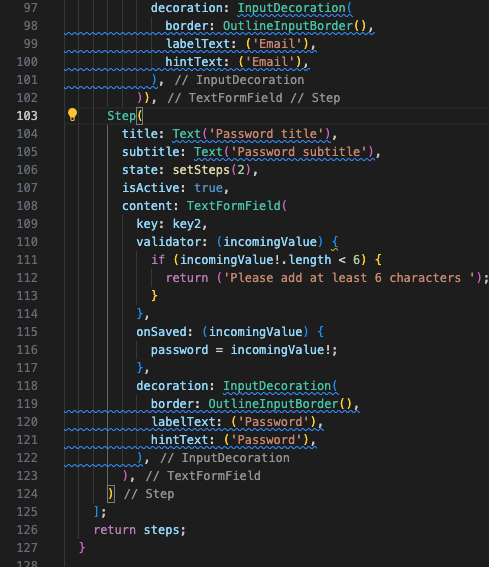 97 decoration: InputDecoration(
98 border: OutlineInputBorder(),
99 labelText: ('Email'),
100 hintText: ('Email'),
101 ), // InputDecoration
102 )), // TextFormField // Step
103 Step(
104 title: Text('Password title'),
105 subtitle: Text('Password subtitle'),
106 state: setSteps(2),
107 isActive: true,
108 content: TextFormField(
109 key: key2,
110 validator: (incomingValue) {
111 if (incomingValue!.length < 6) {
112 return ('Please add at least 6 characters ');
113 }
114 },
115 onSaved: (incomingValue) {
116 password = incomingValue!;
117 },
118 decoration: InputDecoration(
119 border: OutlineInputBorder(),
120 labelText: ('Password'),
121 hintText: ('Password'),
122 ), // InputDecoration
123 ), // TextFormField
124 ) // Step
125 ];
126 return steps;
127 }
128